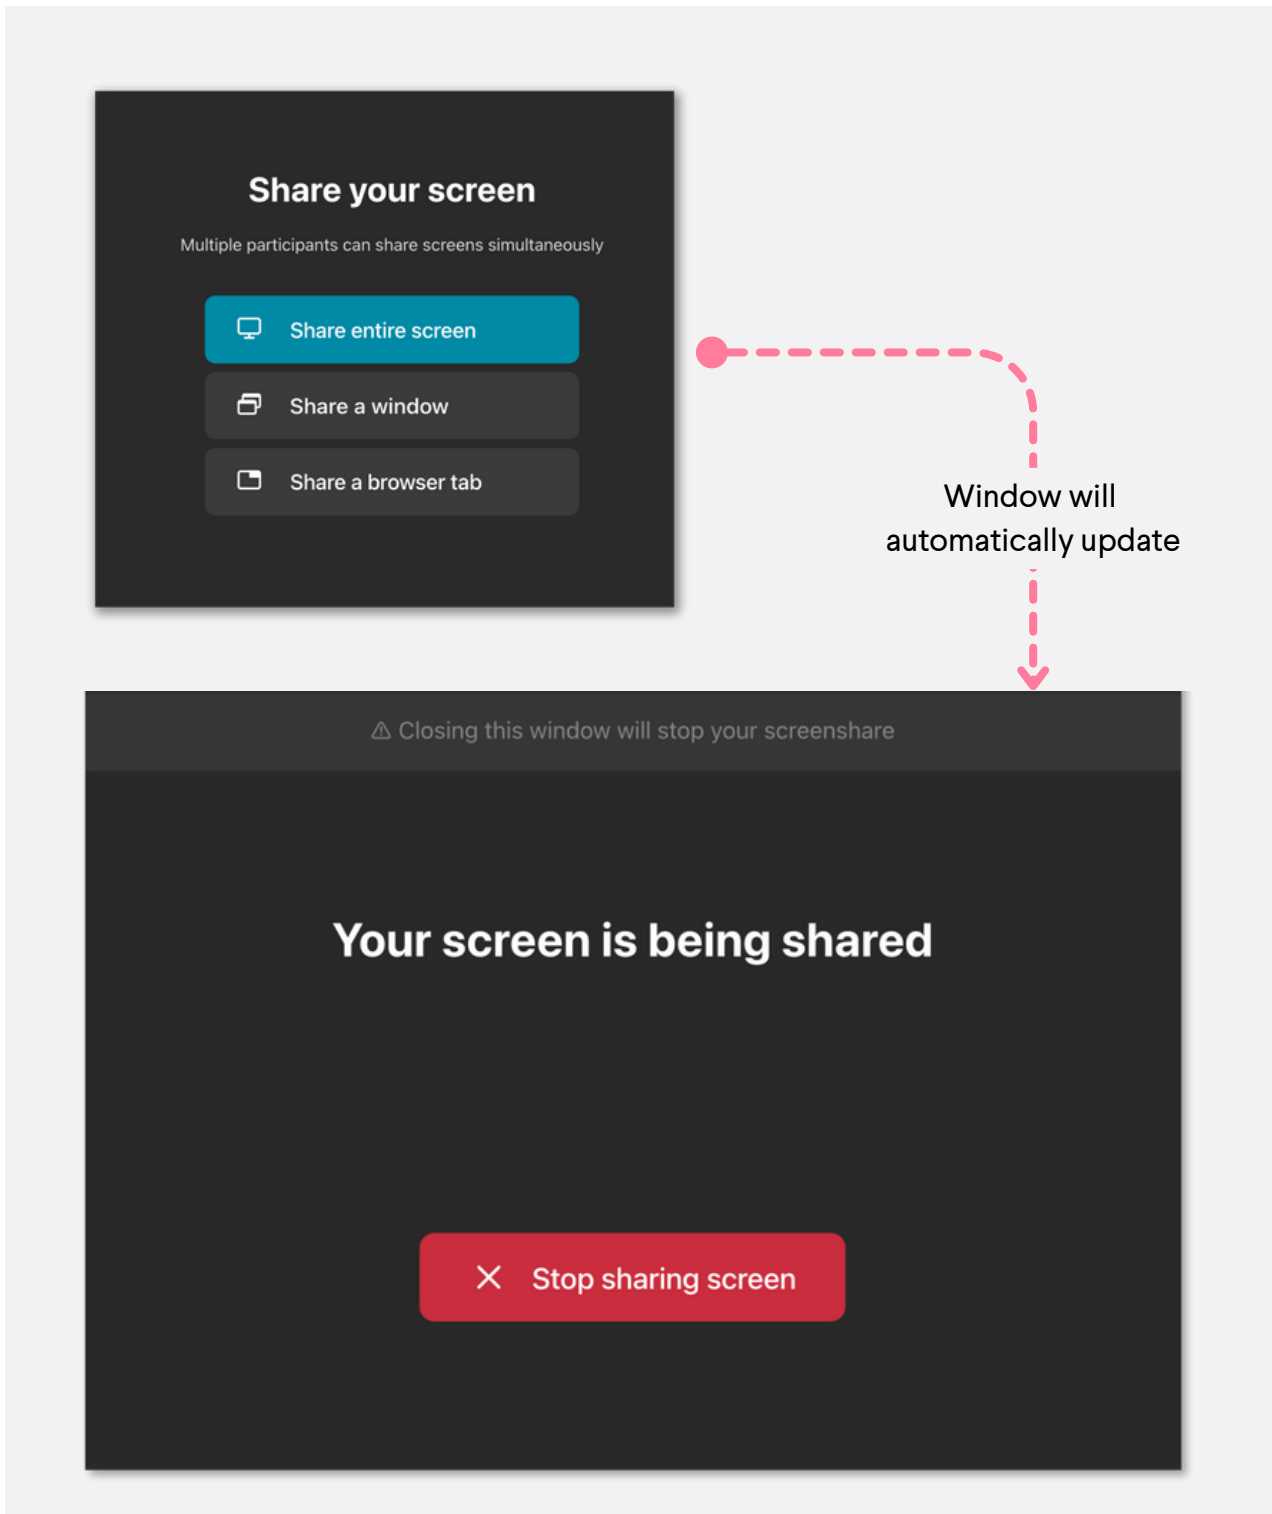 Share your screen
Multiple participants can share screens simultaneously
Share entire screen
Share a window
Share a browser tab
Window will
automatically update
Closing this window will stop your screenshare
Your screen is being shared
Stop sharing screen